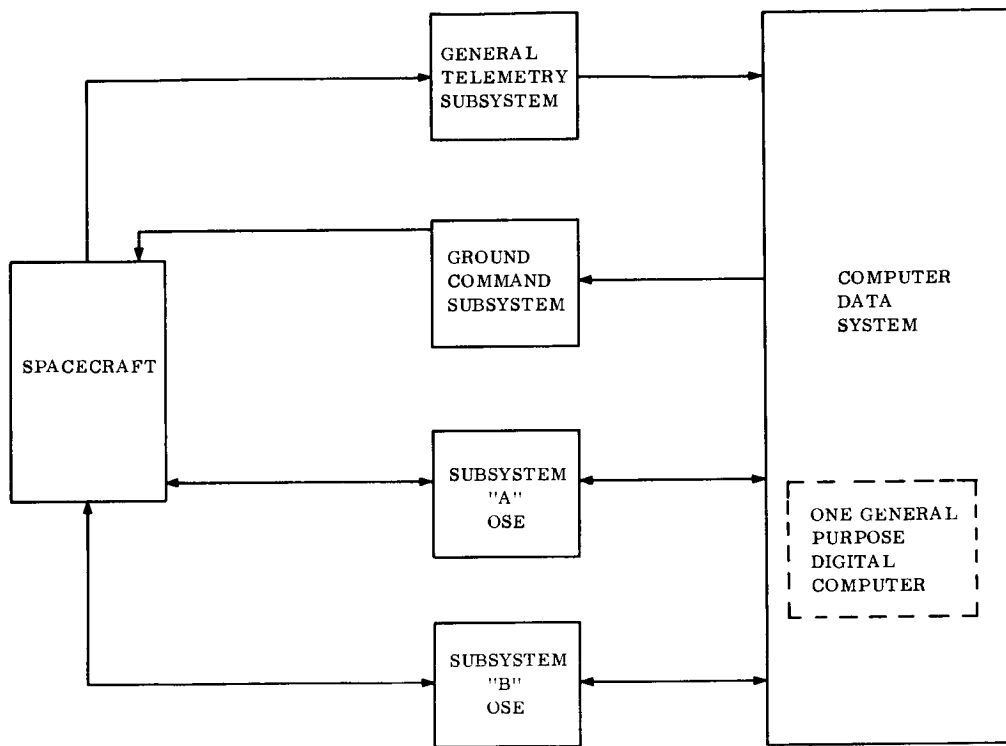 GENERAL
TELEMETRY
SUBSYSTEM
GROUND
COMMAND
SUBSYSTEM
COMPUTER
DATA
SYSTEM
SPACECRAFT
SUBSYSTEM
"A"
OSE
ONE GENERAL
PURPOSE
DIGITAL
COMPUTER
SUBSYSTEM
"B"
OSE